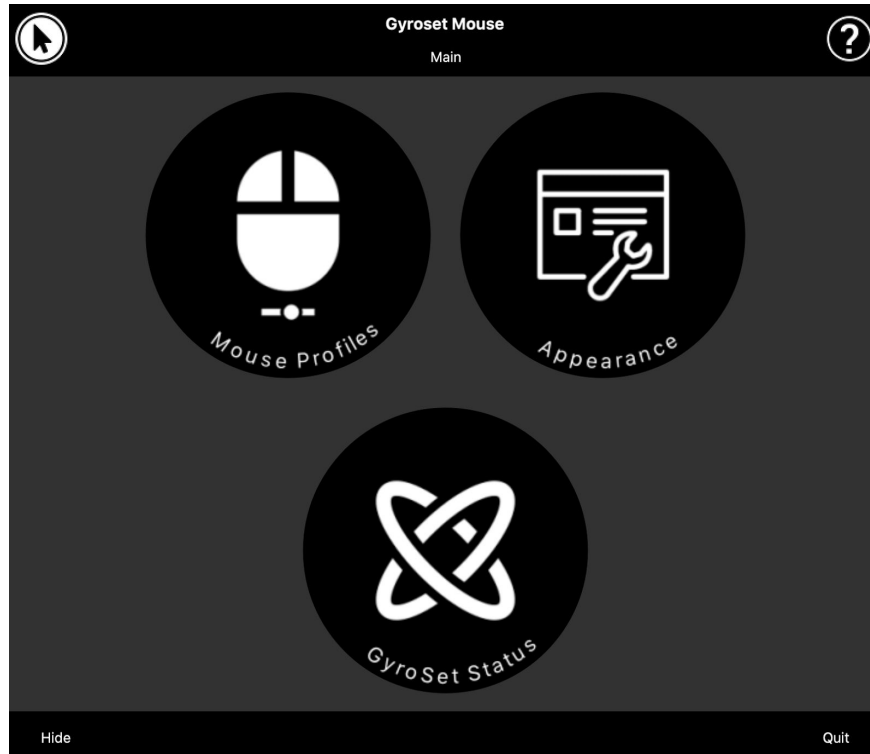 Gyroset Mouse
?
Main
Mouse Profiles
Appearance
GyroSet Status
Hide
Quit